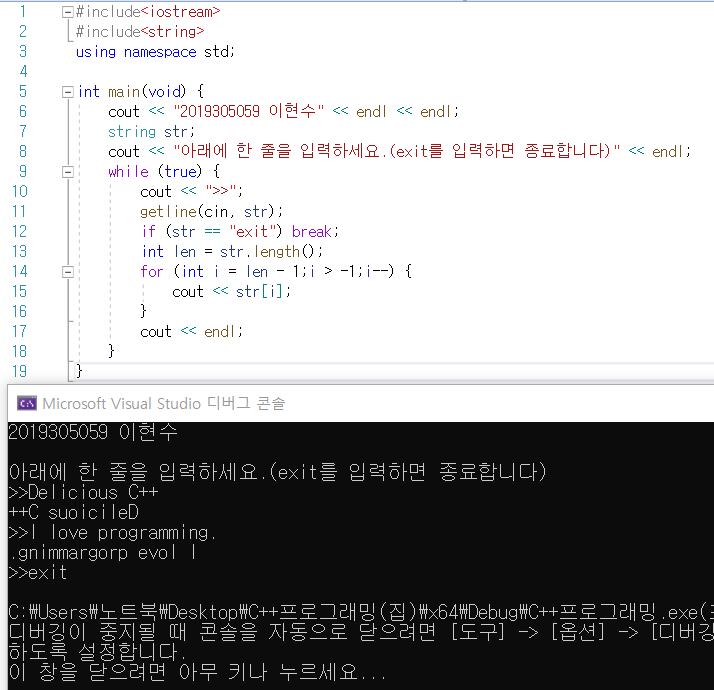 1 #include<iostream>
2 #include<string>
3 using namespace std;
4
5 int main(void) {
6 cout << "2019305059 이현수" << endl << endl;
7 string str;
8 cout << "아래에 한 줄을 입력하세요.(exit를 입력하면 종료합니다)" << endl;
9 while (true) {
10 cout << ">>";
11 getline(cin, str);
12 if (str == "exit") break;
13 int len = str.length();
14 for (int i = len - 1;i > -1;i--) {
15 cout << str[i];
16 }
17 cout << endl;
18 }
19 }
Microsoft Visual Studio 디버그 콘솔
2019305059 이현수
아래에 한 줄을 입력하세요.(exit를 입력하면 종료합니다)
>>Delicious C++
++C suoicileD
>>I love programming.
.gnimmargorp evol I
>>exit
C:₩Users₩노트북₩Desktop₩C++프로그래밍(집)₩x64₩Debug₩C++프로그래밍.exe(
디버깅이 중지될 때 콘솔을 자동으로 닫으려면 [도구] -> [옵션] -> [디버깅
하도록 설정합니다.
이 창을 닫으려면 아무 키나 누르세요...